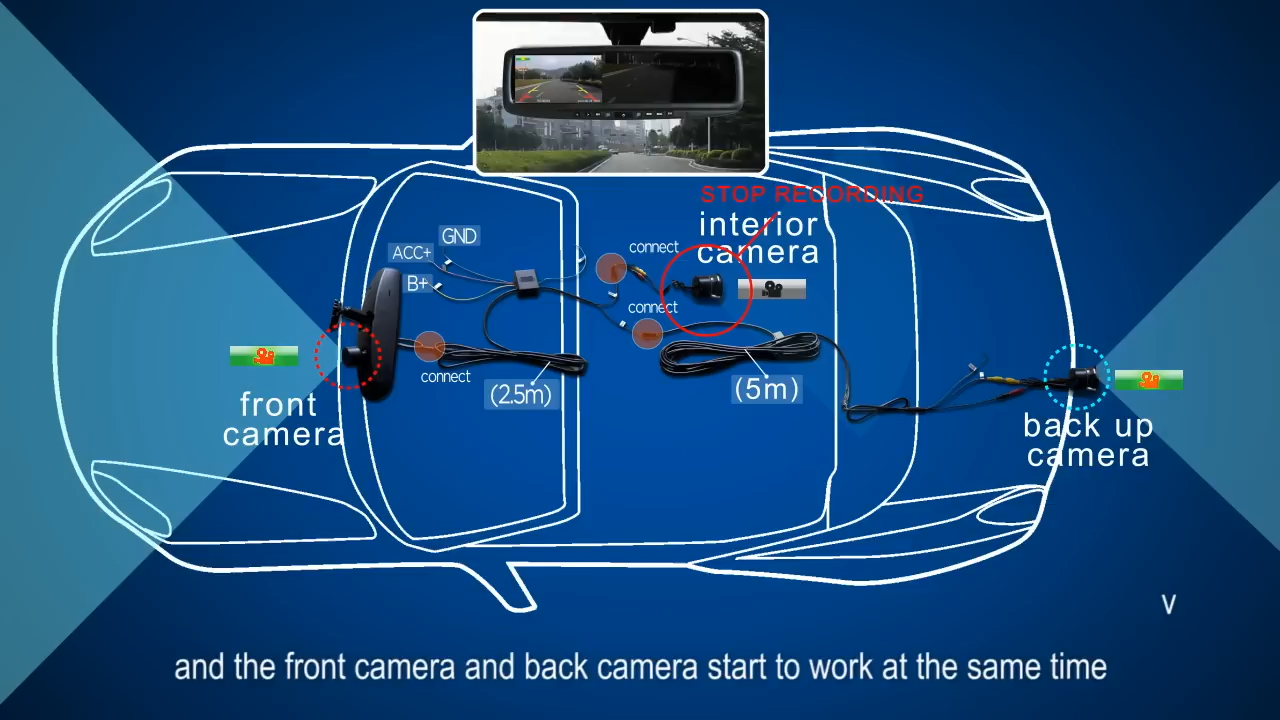 STOP RECORDING
interior
camera
GND
connect
ACC+
B+
connect
connect
(2.5m)
(5m)
front
camera
back up
camera
V
and the front camera and back camera start to work at the same time